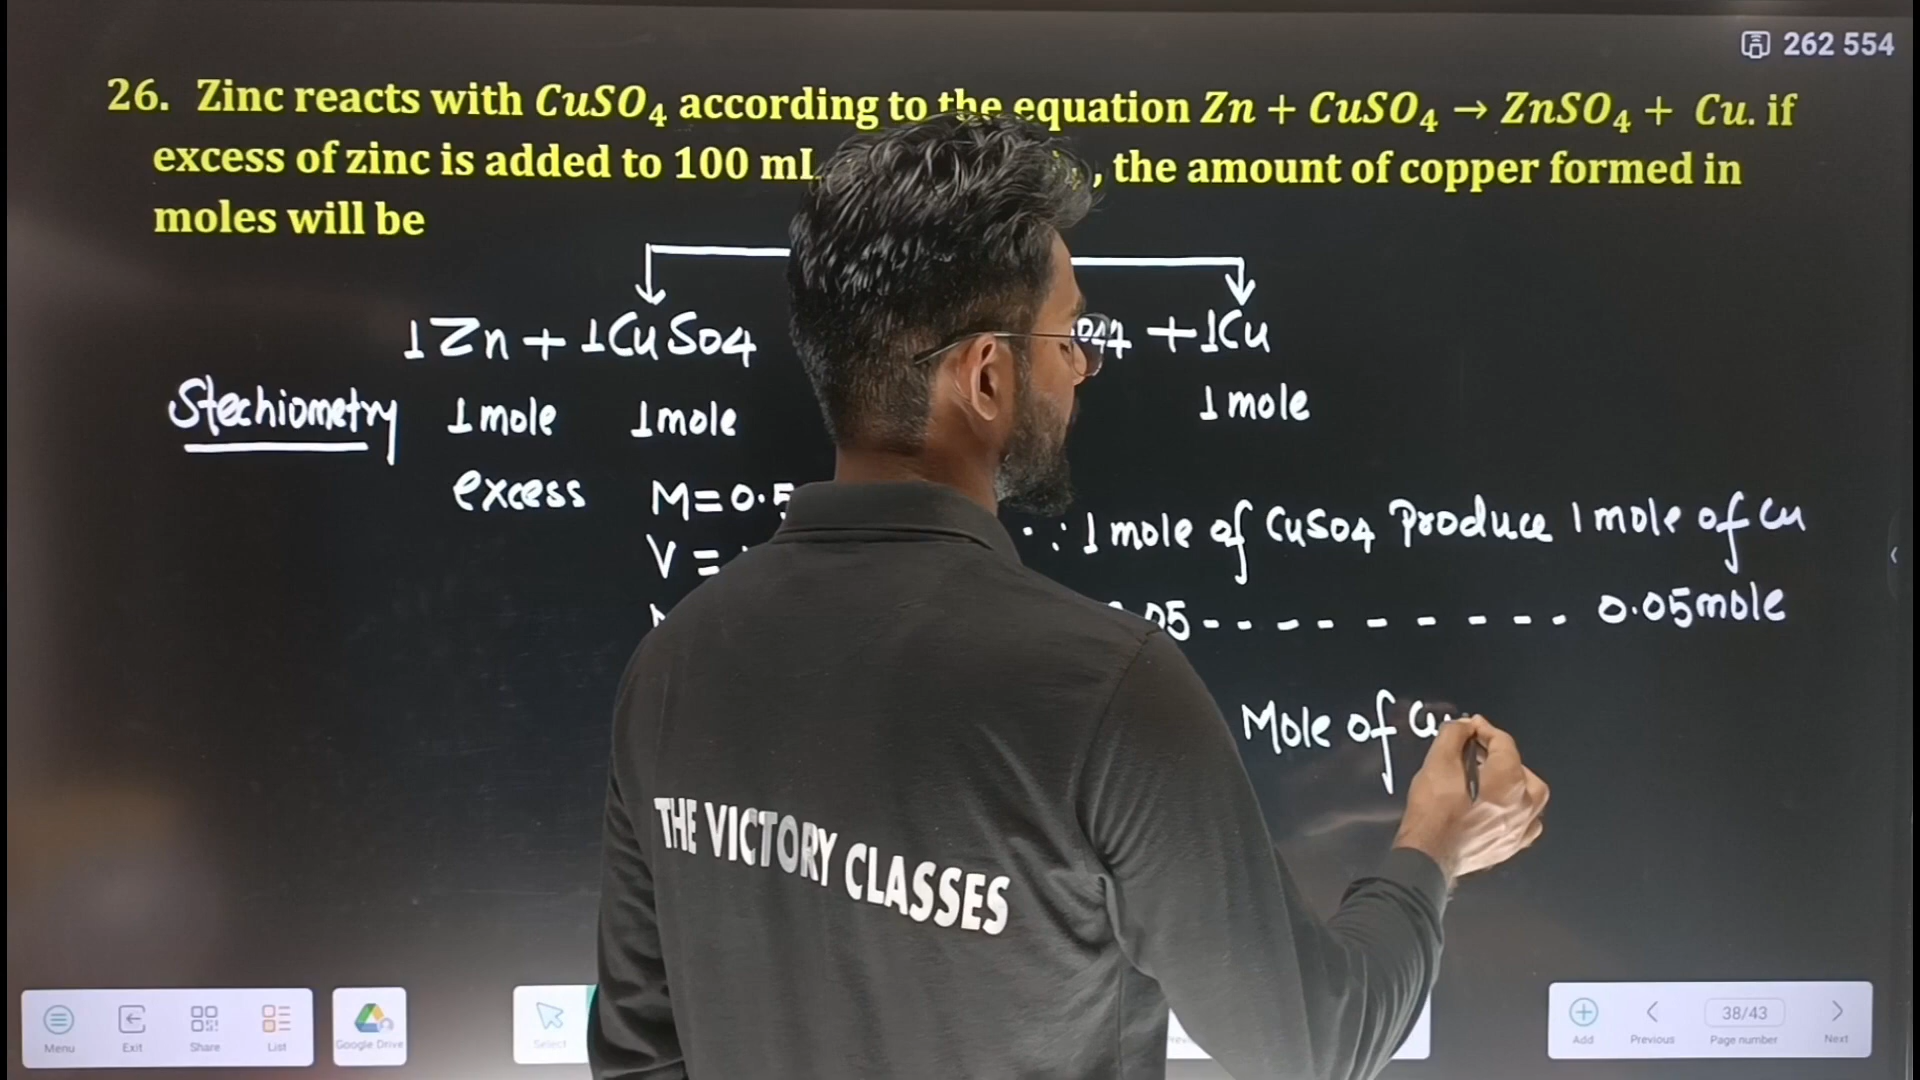 262 554
26. Zinc reacts with CuSO₄ according to the equation Zn + CuSO₄ → ZnSO₄ + Cu. if
excess of zinc is added to 100 mL , the amount of copper formed in
moles will be
1Zn + 1CuSO4 + 1Cu
Stechiometry 1mole 1mole 1mole
excess M=0.5
V =
∵ 1 mole of CuSO4 Produce 1 mole of Cu
05 - - - - - - - - - - 0.05mole
Mole of Cu
THE VICTORY CLASSES
Menu Exit Share List Google Drive Select Add Previous 38/43 Page number Next